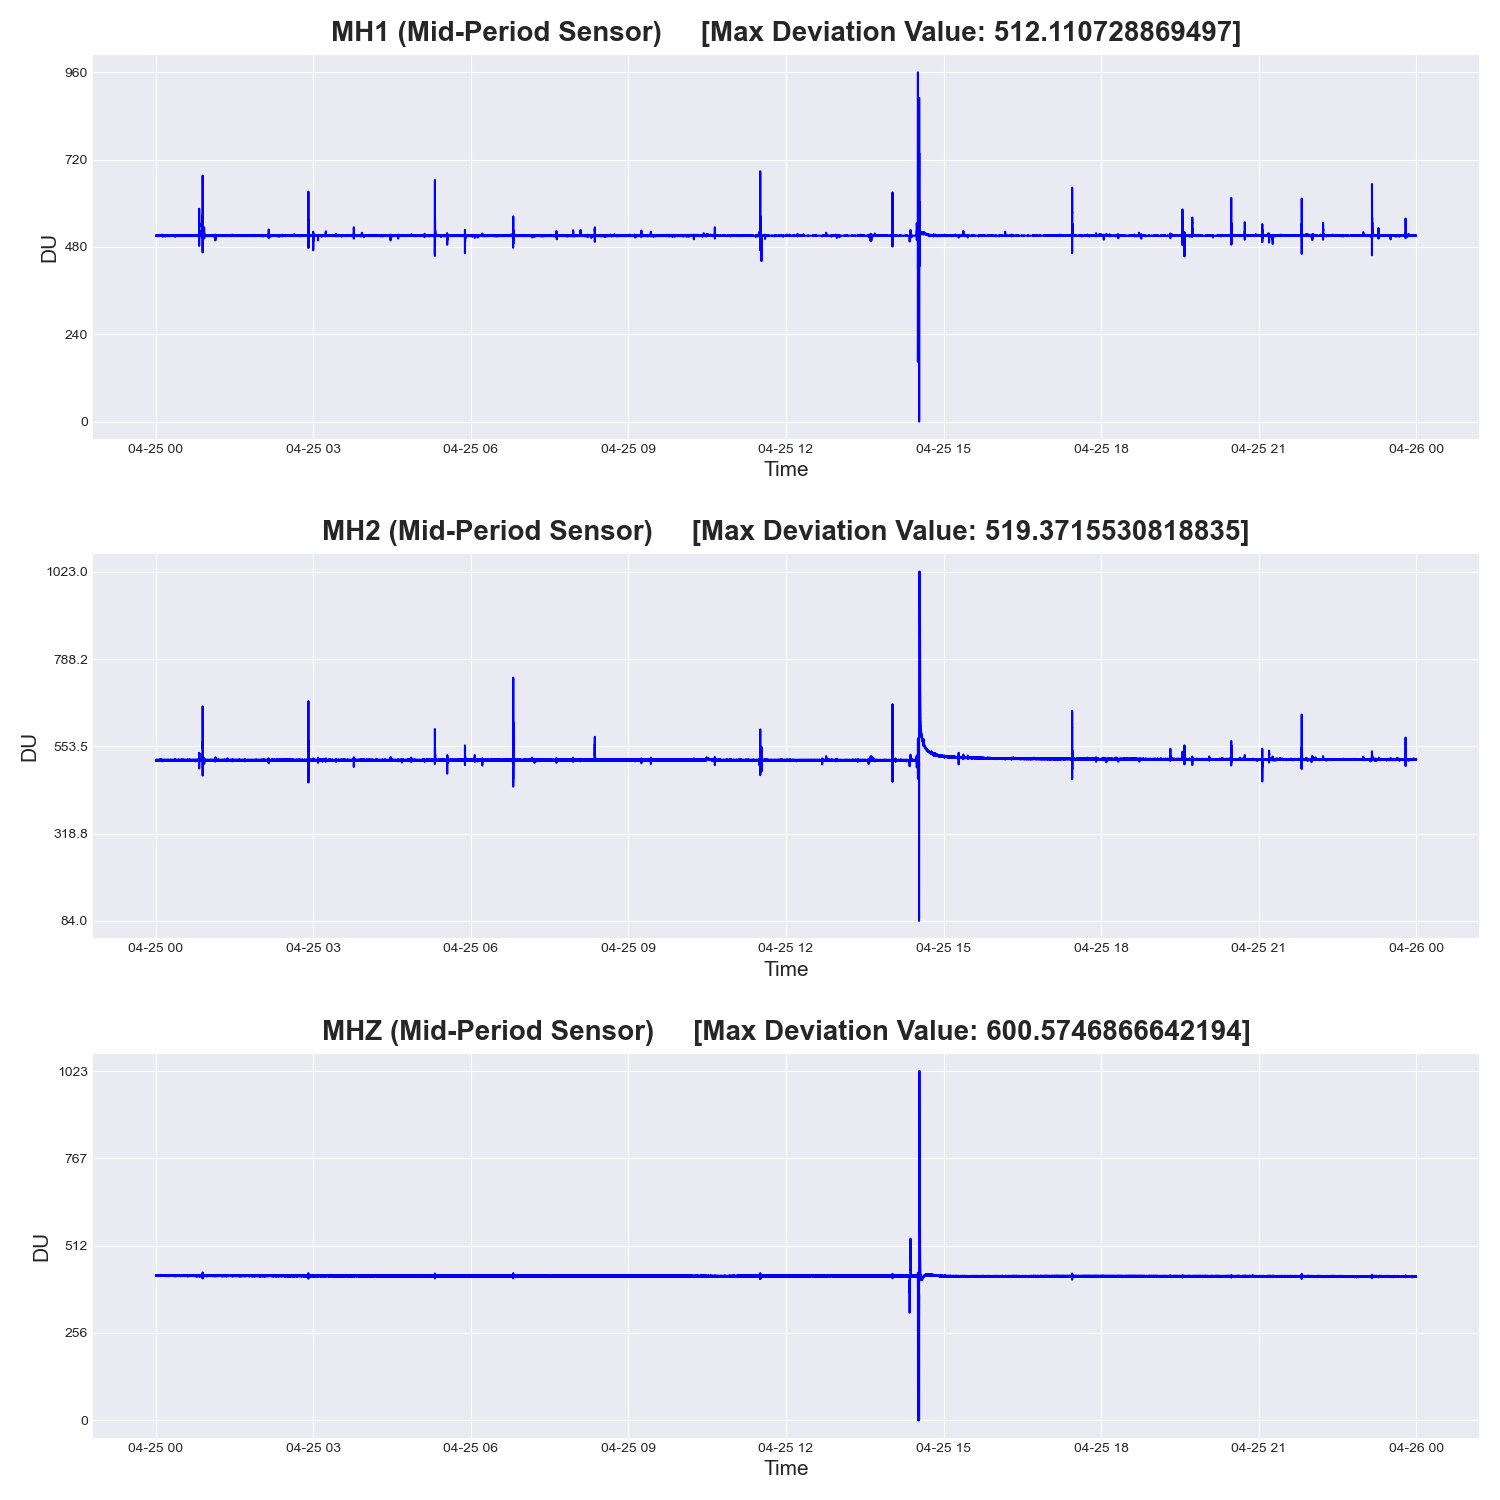 MH1 (Mid-Period Sensor) [Max Deviation Value: 512.110728869497]
960
720
480
240
0
DU
04-25 00 04-25 03 04-25 06 04-25 09 04-25 12 04-25 15 04-25 18 04-25 21 04-26 00
Time
MH2 (Mid-Period Sensor) [Max Deviation Value: 519.3715530818835]
1023.0
788.2
553.5
318.8
84.0
DU
04-25 00 04-25 03 04-25 06 04-25 09 04-25 12 04-25 15 04-25 18 04-25 21 04-26 00
Time
MHZ (Mid-Period Sensor) [Max Deviation Value: 600.5746866642194]
1023
767
512
256
0
DU
04-25 00 04-25 03 04-25 06 04-25 09 04-25 12 04-25 15 04-25 18 04-25 21 04-26 00
Time